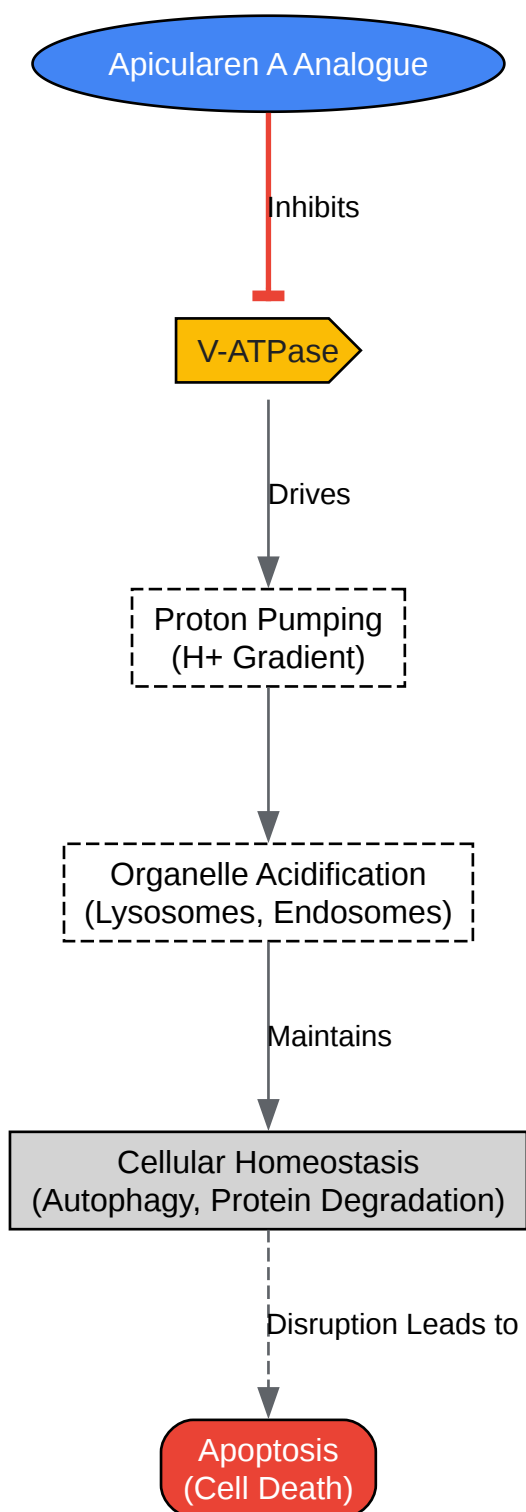 Apicularen A Analogue
Inhibits
V-ATPase
Drives
Proton Pumping
(H+ Gradient)
Organelle Acidification
(Lysosomes, Endosomes)
Maintains
Cellular Homeostasis
(Autophagy, Protein Degradation)
Disruption Leads to
Apoptosis
(Cell Death)